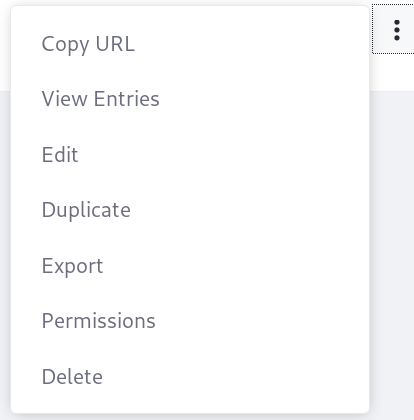 Copy URL
View Entries
Edit
Duplicate
Export
Permissions
Delete